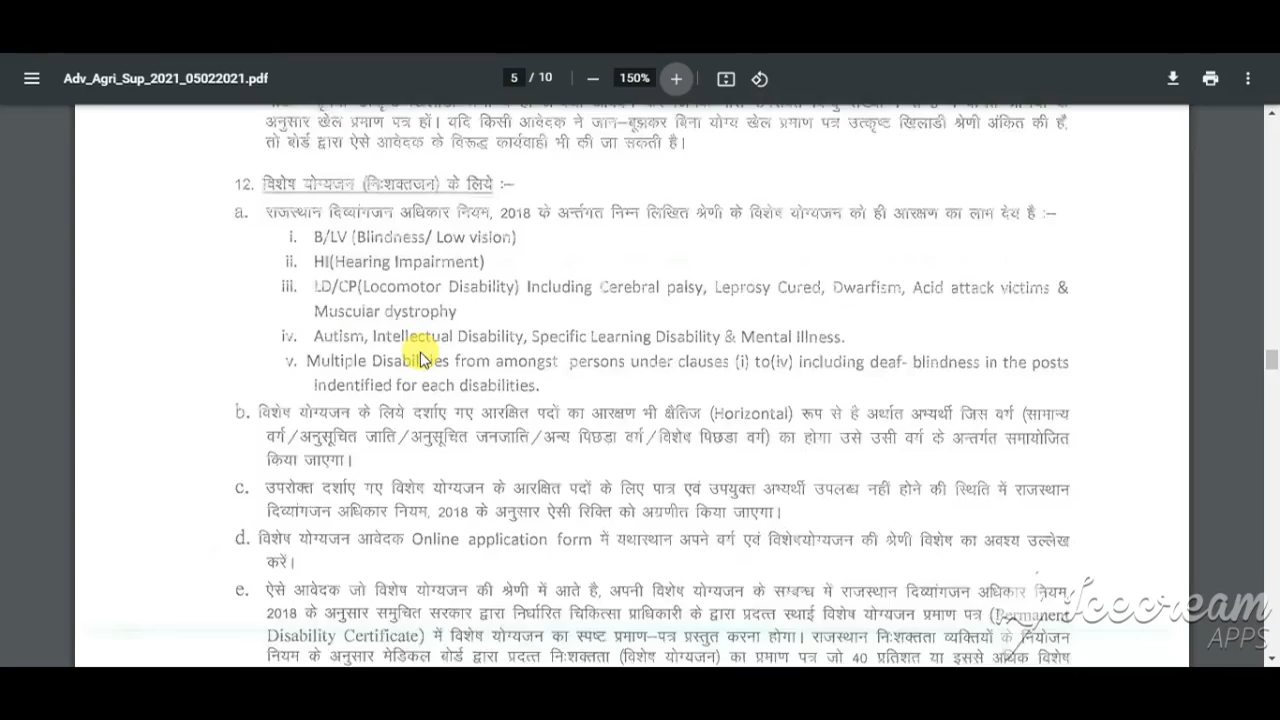 Adv_Agri_Sup_2021_05022021.pdf
5 / 10
150%
अनुसार खेल प्रमाण पत्र हों। यदि किसी आवेदक ने जान–बूझकर बिना योग्य खेल प्रमाण पत्र उत्कृष्ट खिलाडी श्रेणी अंकित की है,
तो बोर्ड द्वारा ऐसे आवेदक के विरूद्ध कार्यवाही भी की जा सकती है।
12. विशेष योग्यजन (निःशक्तजन) के लिये :–
a. राजस्थान दिव्यांगजन अधिकार नियम, 2018 के अर्न्तगत निम्न लिखित श्रेणी के विशेष योग्यजन को ही आरक्षण का लाभ देय है :–
i. B/LV (Blindness/ Low vision)
ii. HI(Hearing Impairment)
iii. LD/CP(Locomotor Disability) Including Cerebral palsy, Leprosy Cured, Dwarfism, Acid attack victims &
Muscular dystrophy
iv. Autism, Intellectual Disability, Specific Learning Disability & Mental Illness.
v. Multiple Disabilities from amongst persons under clauses (i) to(iv) including deaf- blindness in the posts
indentified for each disabilities.
b. विशेष योग्यजन के लिये दर्शाए गए आरक्षित पदों का आरक्षण भी क्षैतिज (Horizontal) रूप से है अर्थात अभ्यर्थी जिस वर्ग (सामान्य
वर्ग/अनुसूचित जाति/अनुसूचित जनजाति/अन्य पिछडा वर्ग/विशेष पिछडा वर्ग) का होगा उसे उसी वर्ग के अन्तर्गत समायोजित
किया जाएगा।
c. उपरोक्त दर्शाए गए विशेष योग्यजन के आरक्षित पदों के लिए पात्र एवं उपयुक्त अभ्यर्थी उपलब्ध नहीं होने की स्थिति में राजस्थान
दिव्यांगजन अधिकार नियम, 2018 के अनुसार ऐसी रिक्ति को अग्रणीत किया जाएगा।
d. विशेष योग्यजन आवेदक Online application form में यथास्थान अपने वर्ग एवं विशेषयोग्यजन की श्रेणी विशेष का अवश्य उल्लेख
करें।
e. ऐसे आवेदक जो विशेष योग्यजन की श्रेणी में आते है, अपनी विशेष योग्यजन के सम्बन्ध में राजस्थान दिव्यांगजन अधिकार नियम,
2018 के अनुसार समुचित सरकार द्वारा निर्धारित चिकित्सा प्राधिकारी के द्वारा प्रदत्त स्थाई विशेष योग्यजन प्रमाण पत्र (Permanent
Disability Certificate) में विशेष योग्यजन का स्पष्ट प्रमाण–पत्र प्रस्तुत करना होगा। राजस्थान निःशक्तता व्यक्तियों के नियोजन
नियम के अनुसार मेडिकल बोर्ड द्वारा प्रदत्त निःशक्तता (विशेष योग्यजन) का प्रमाण पत्र जो 40 प्रतिशत या इससे अधिक विशेष
Icecream
APPS